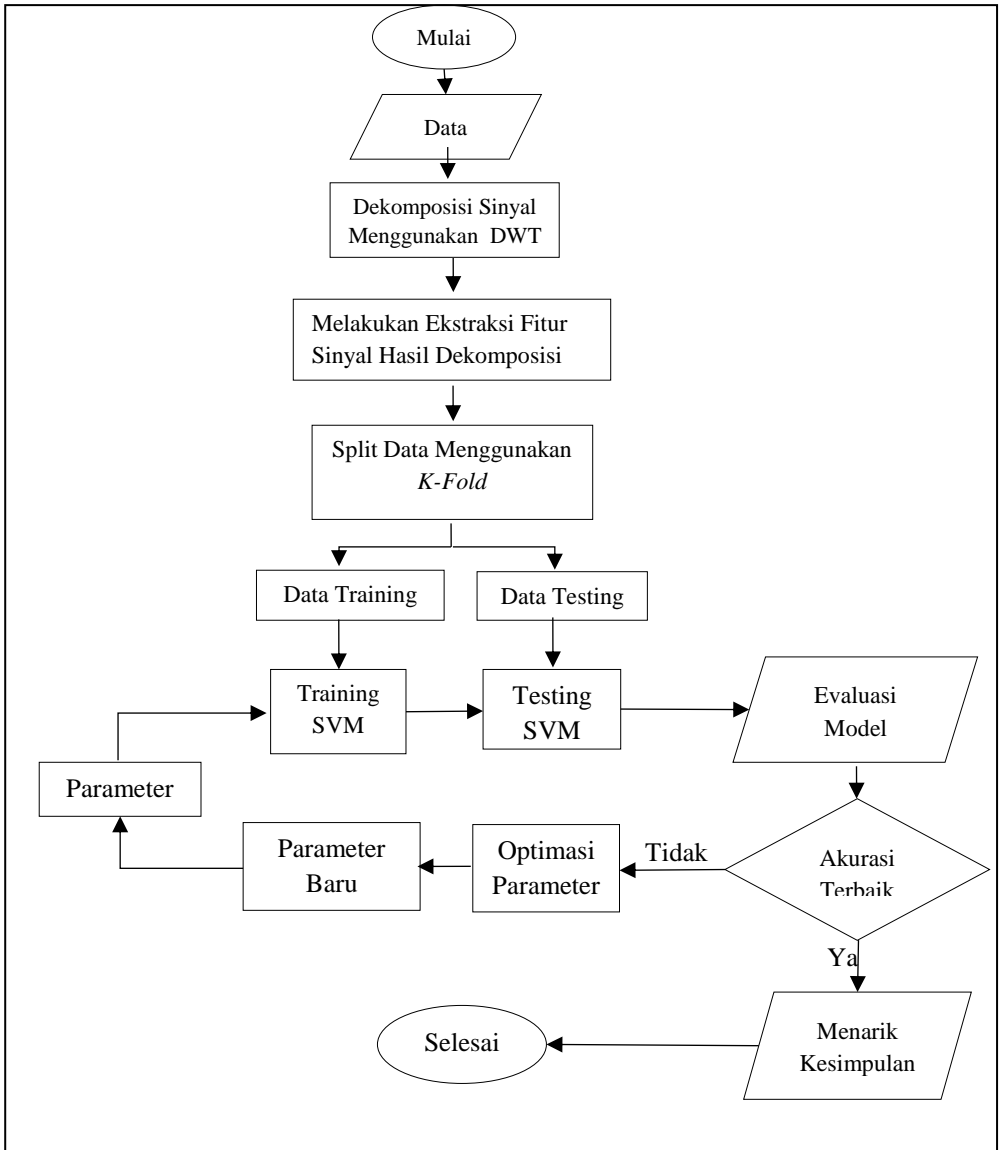 Mulai
Data
Dekomposisi Sinyal
Menggunakan DWT
Melakukan Ekstraksi Fitur
Sinyal Hasil Dekomposisi
Split Data Menggunakan
K-Fold
Data Training
Data Testing
Training
SVM
Testing
SVM
Evaluasi
Model
Parameter
Parameter
Baru
Optimasi
Parameter
Tidak
Akurasi
Terbaik
Ya
Menarik
Kesimpulan
Selesai